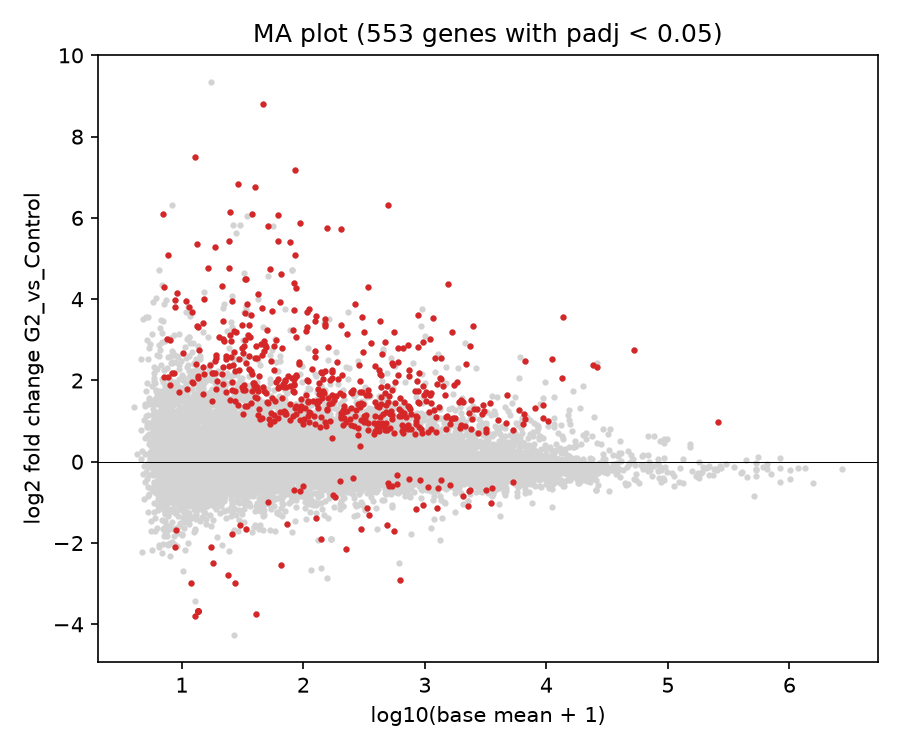 MA plot (553 genes with padj < 0.05)
10
8
6
4
2
0
−2
−4
log2 fold change G2_vs_Control
1 2 3 4 5 6
log10(base mean + 1)